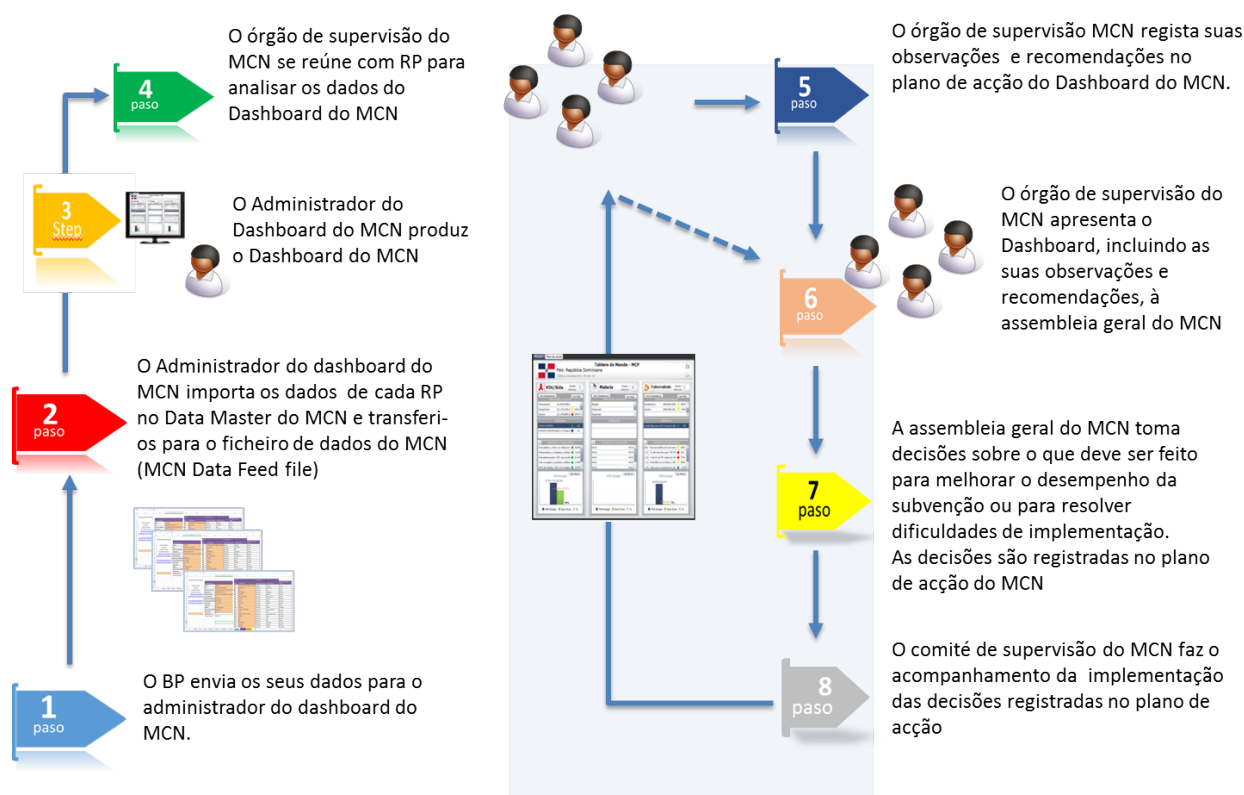 1
paso
O BP envia os seus dados para o
administrador do dashboard do
MCN.
2
paso
O Administrador do dashboard do
MCN importa os dados de cada RP
no Data Master do MCN e transferi-
os para o ficheiro de dados do MCN
(MCN Data Feed file)
3
Step
O Administrador do
Dashboard do MCN produz
o Dashboard do MCN
4
paso
O órgão de supervisão do
MCN se reúne com RP para
analisar os dados do
Dashboard do MCN
5
paso
O órgão de supervisão MCN regista suas
observações e recomendações no
plano de acção do Dashboard do MCN.
6
paso
O órgão de supervisão do
MCN apresenta o
Dashboard, incluindo as
suas observações e
recomendações, à
assembleia geral do MCN
Tablero de Mando - MCP
País: República Dominicana
VIH/Sida
Malaria
Tuberculosis
7
paso
A assembleia geral do MCN toma
decisões sobre o que deve ser feito
para melhorar o desempenho da
subvenção ou para resolver
dificuldades de implementação.
As decisões são registradas no plano
de acção do MCN
8
paso
O comité de supervisão do MCN faz o
acompanhamento da implementação
das decisões registradas no plano de
acção